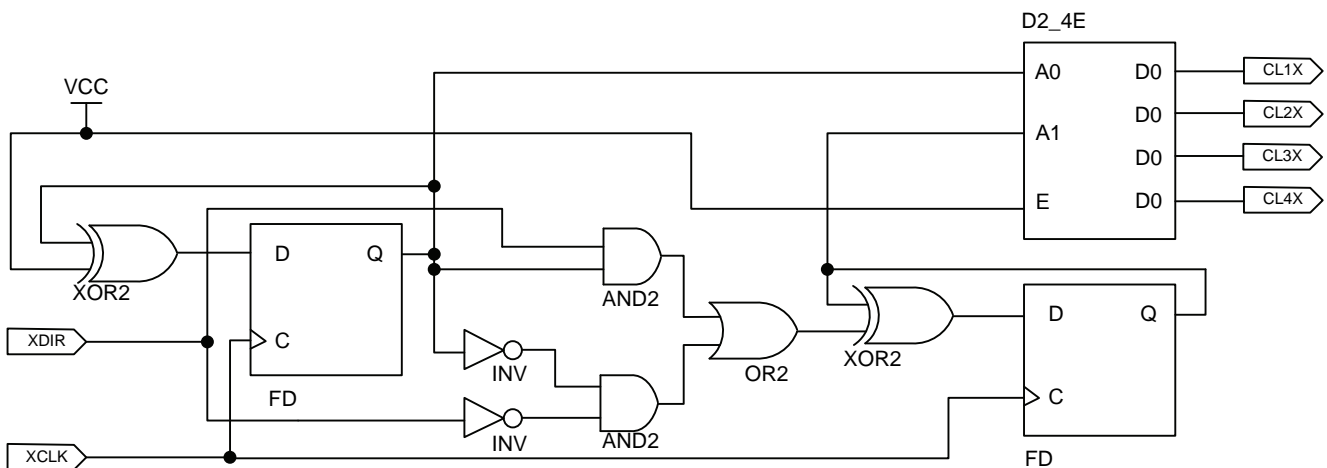 D2_4E
VCC
A0
D0
CL1X
A1
D0
CL2X
D0
CL3X
E
D0
CL4X
XOR2
D
Q
AND2
XDIR
C
FD
INV
OR2
XOR2
D
Q
C
FD
AND2
INV
XCLK